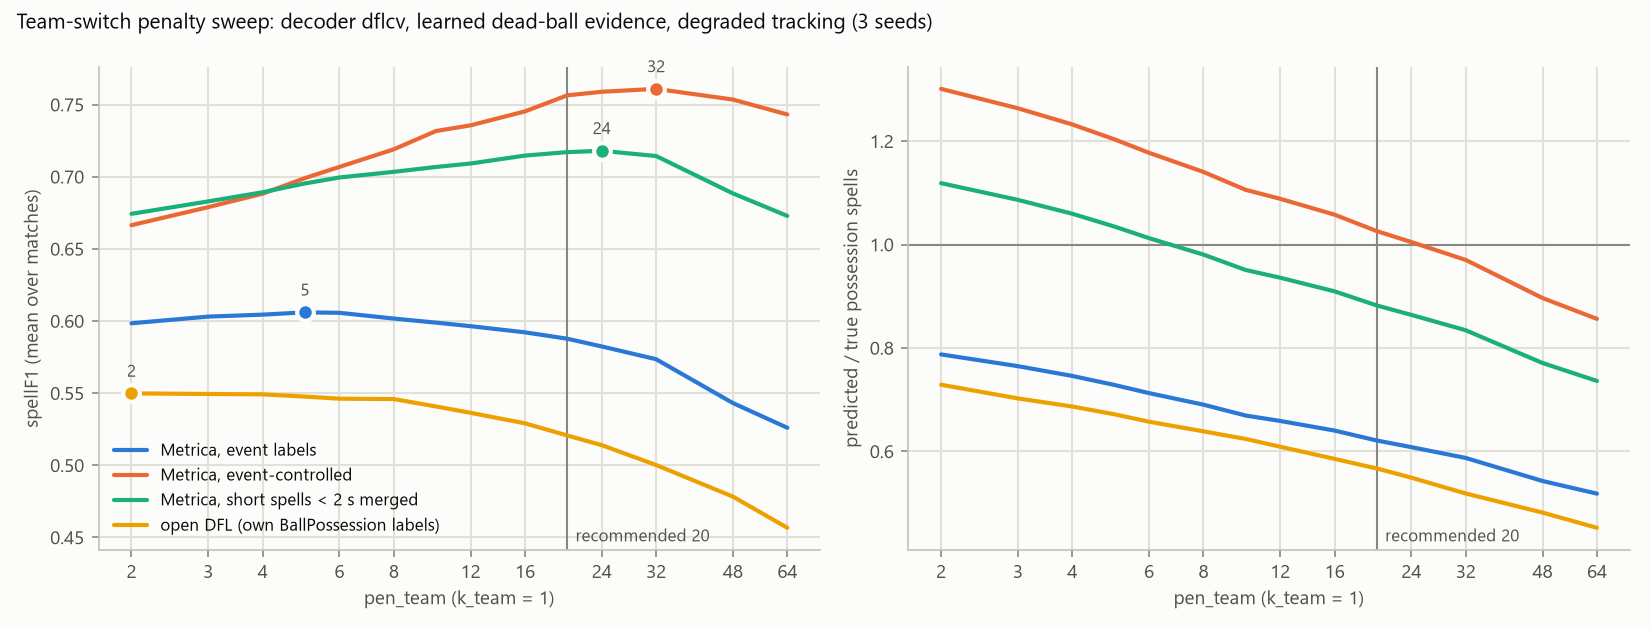 Team-switch penalty sweep: decoder dflcv, learned dead-ball evidence, degraded tracking (3 seeds)
spellF1 (mean over matches)
0.75
0.70
0.65
0.60
0.55
0.50
0.45
32
24
5
2
Metrica, event labels
Metrica, event-controlled
Metrica, short spells < 2 s merged
open DFL (own BallPossession labels)
recommended 20
2 3 4 6 8 12 16 24 32 48 64
pen_team (k_team = 1)
predicted / true possession spells
1.2
1.0
0.8
0.6
recommended 20
2 3 4 6 8 12 16 24 32 48 64
pen_team (k_team = 1)